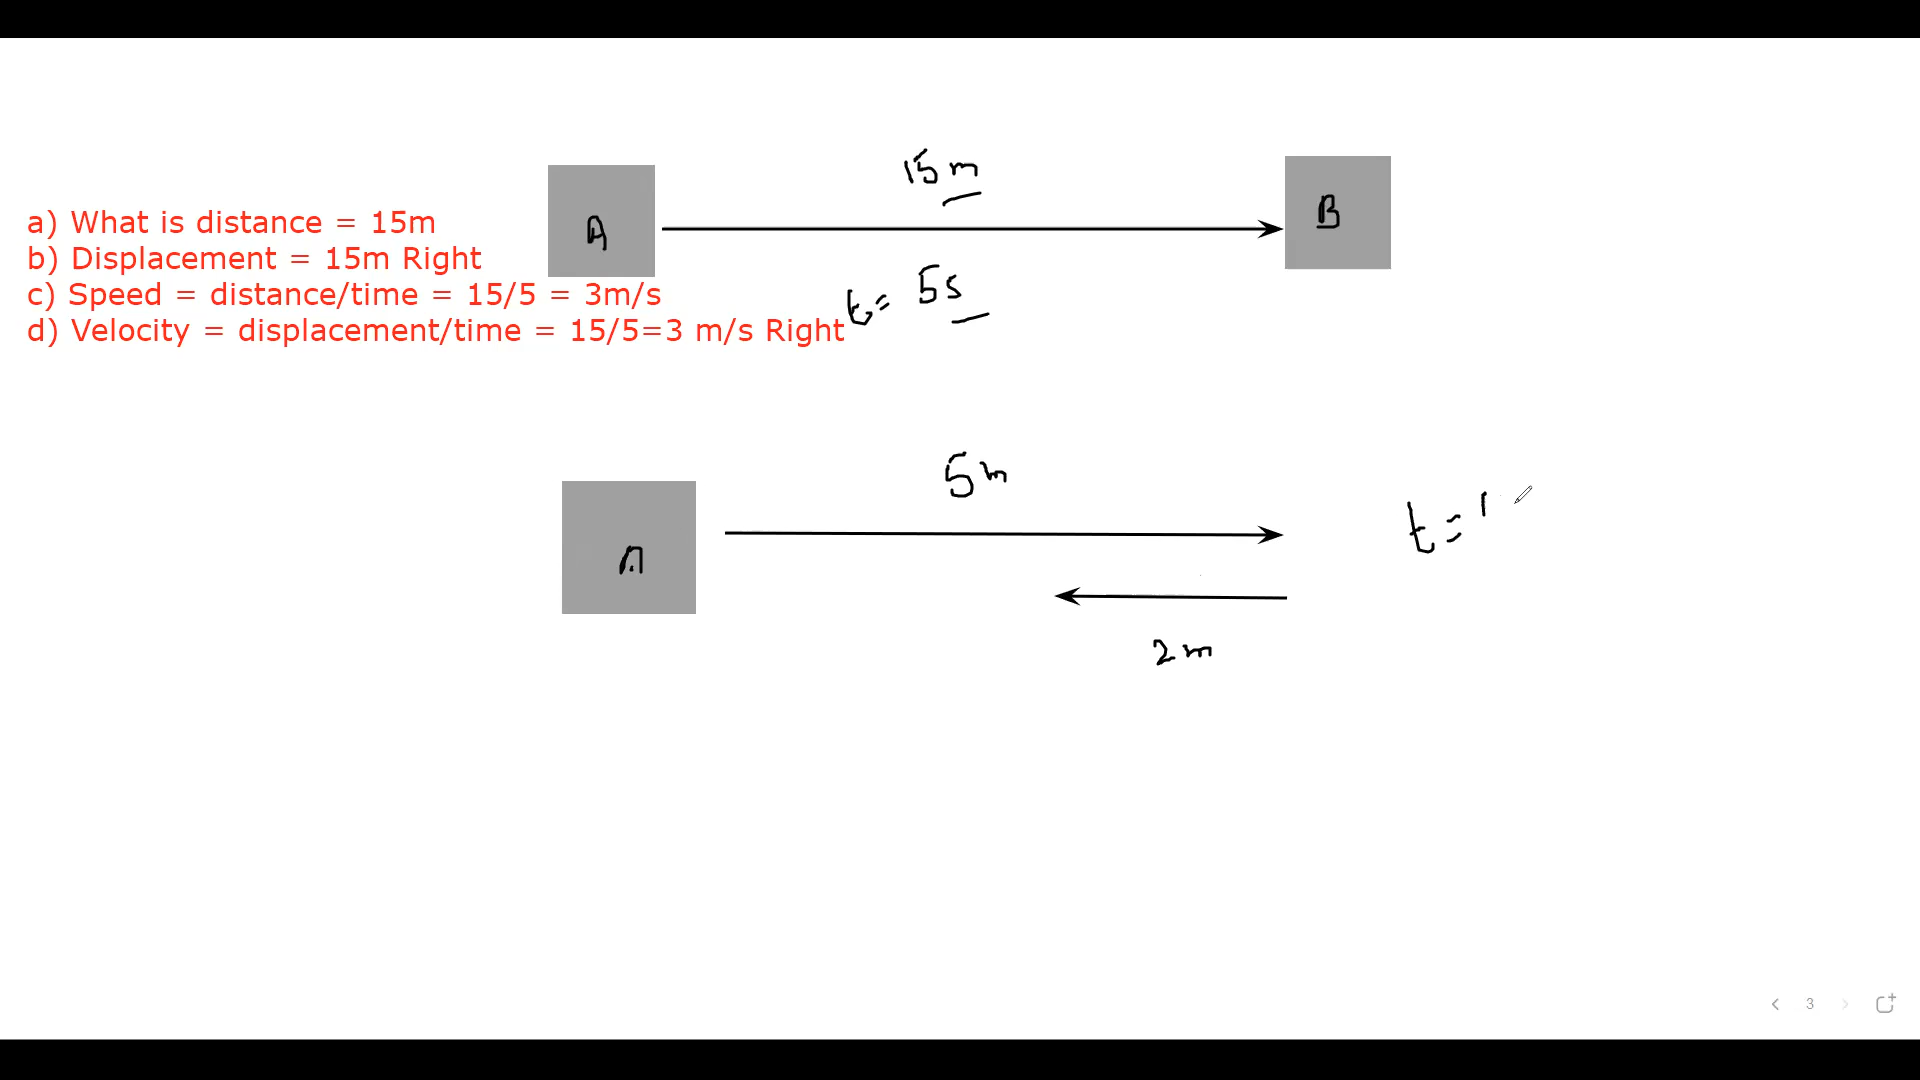 15m
A
B
a) What is distance = 15m
b) Displacement = 15m Right
c) Speed = distance/time = 15/5 = 3m/s
d) Velocity = displacement/time = 15/5=3 m/s Right
t= 5s
5m
t=1
A
2m
3